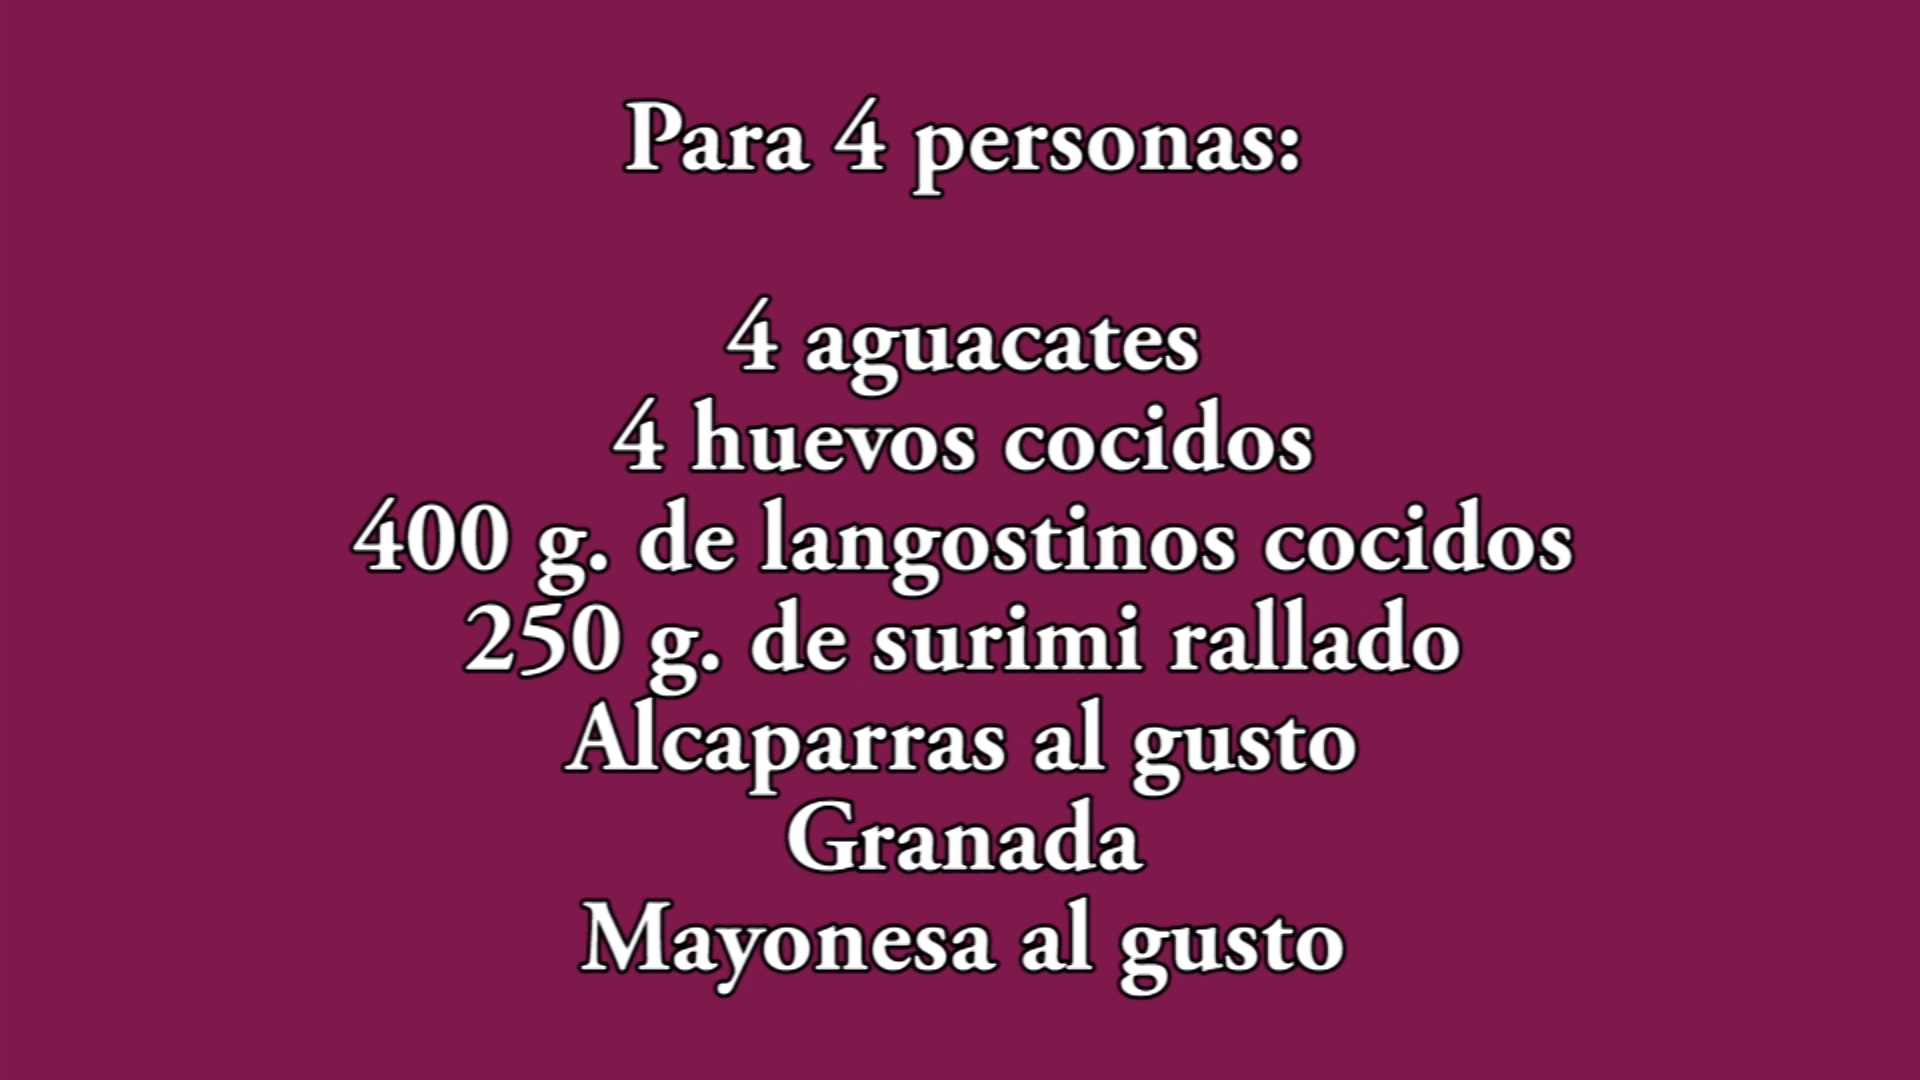 Para 4 personas:
4 aguacates
4 huevos cocidos
400 g. de langostinos cocidos
250 g. de surimi rallado
Alcaparras al gusto
Granada
Mayonesa al gusto